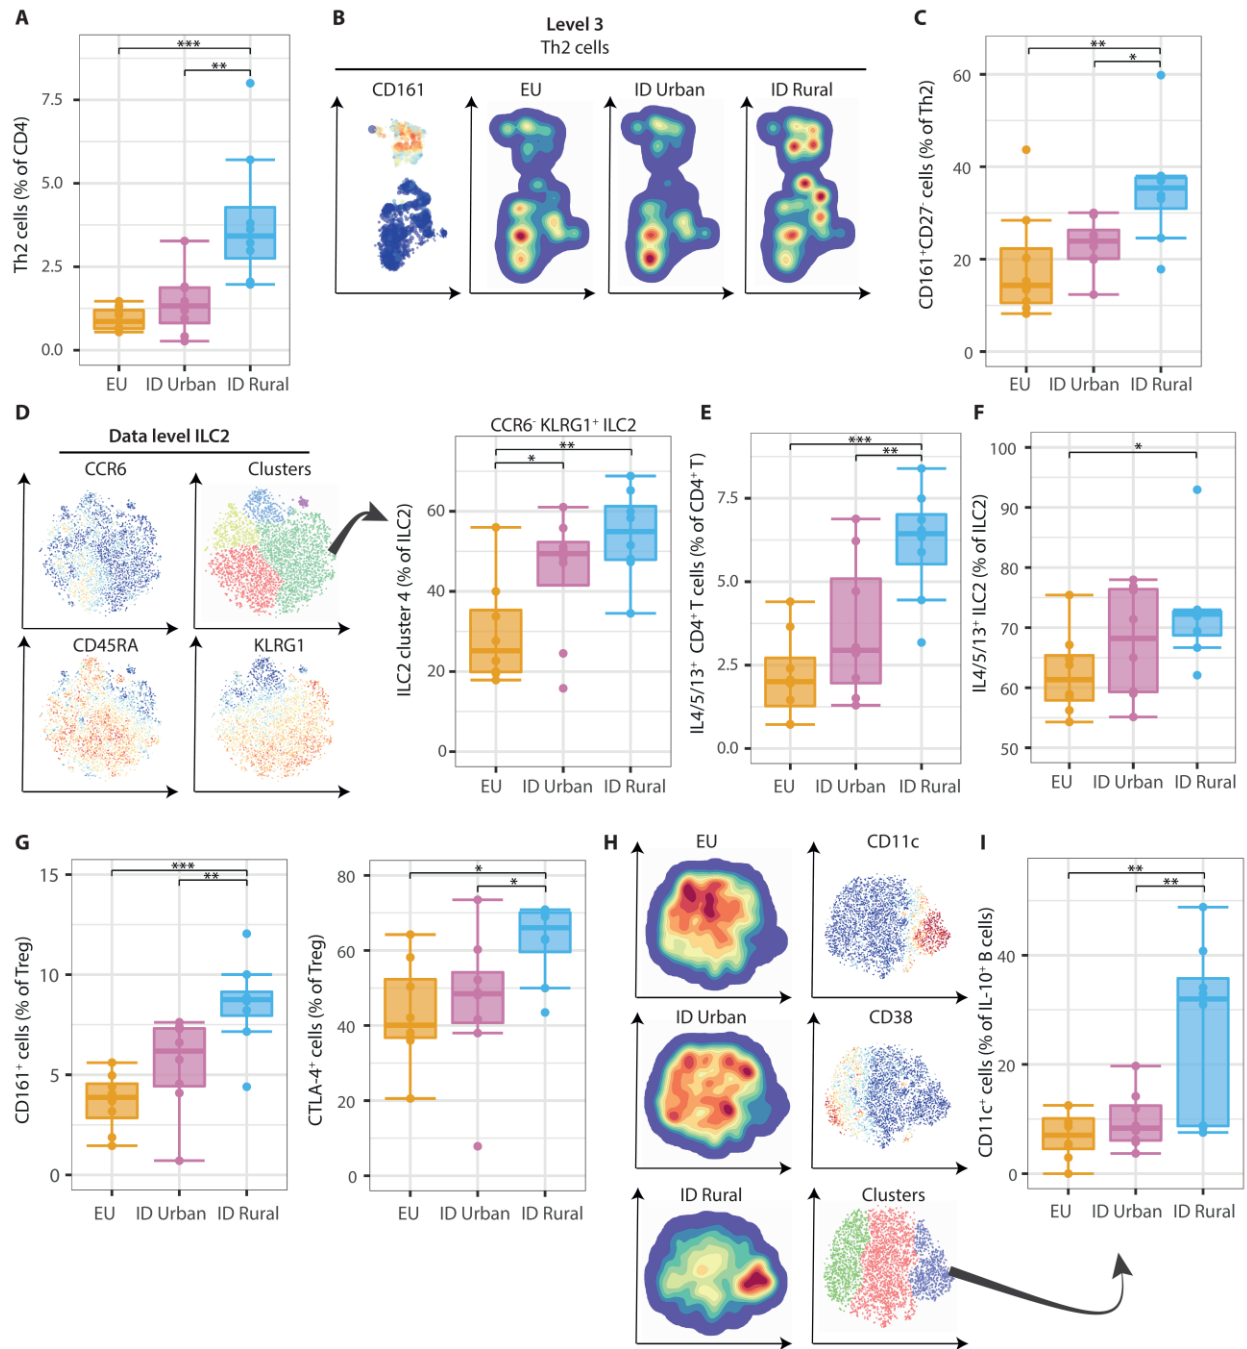 A
Th2 cells (% of CD4)
***
**
7.5
5.0
2.5
0.0
EU ID Urban ID Rural
B
Level 3
Th2 cells
CD161 EU ID Urban ID Rural
C
CD161⁺CD27⁻ cells (% of Th2)
**
*
60
40
20
0
EU ID Urban ID Rural
D
Data level ILC2
CCR6 Clusters
CD45RA KLRG1
CCR6⁻ KLRG1⁺ ILC2
ILC2 cluster 4 (% of ILC2)
**
*
60
40
20
0
EU ID Urban ID Rural
E
IL4/5/13⁺ CD4⁺T cells (% of CD4⁺ T)
***
**
7.5
5.0
2.5
0.0
EU ID Urban ID Rural
F
IL4/5/13⁺ ILC2 (% of ILC2)
*
100
90
80
70
60
50
EU ID Urban ID Rural
G
CD161⁺ cells (% of Treg)
***
**
15
10
5
0
EU ID Urban ID Rural
CTLA-4⁺ cells (% of Treg)
*
*
80
60
40
20
0
EU ID Urban ID Rural
H
EU CD11c
ID Urban CD38
ID Rural Clusters
I
CD11c⁺ cells (% of IL-10⁺ B cells)
**
**
40
20
0
EU ID Urban ID Rural